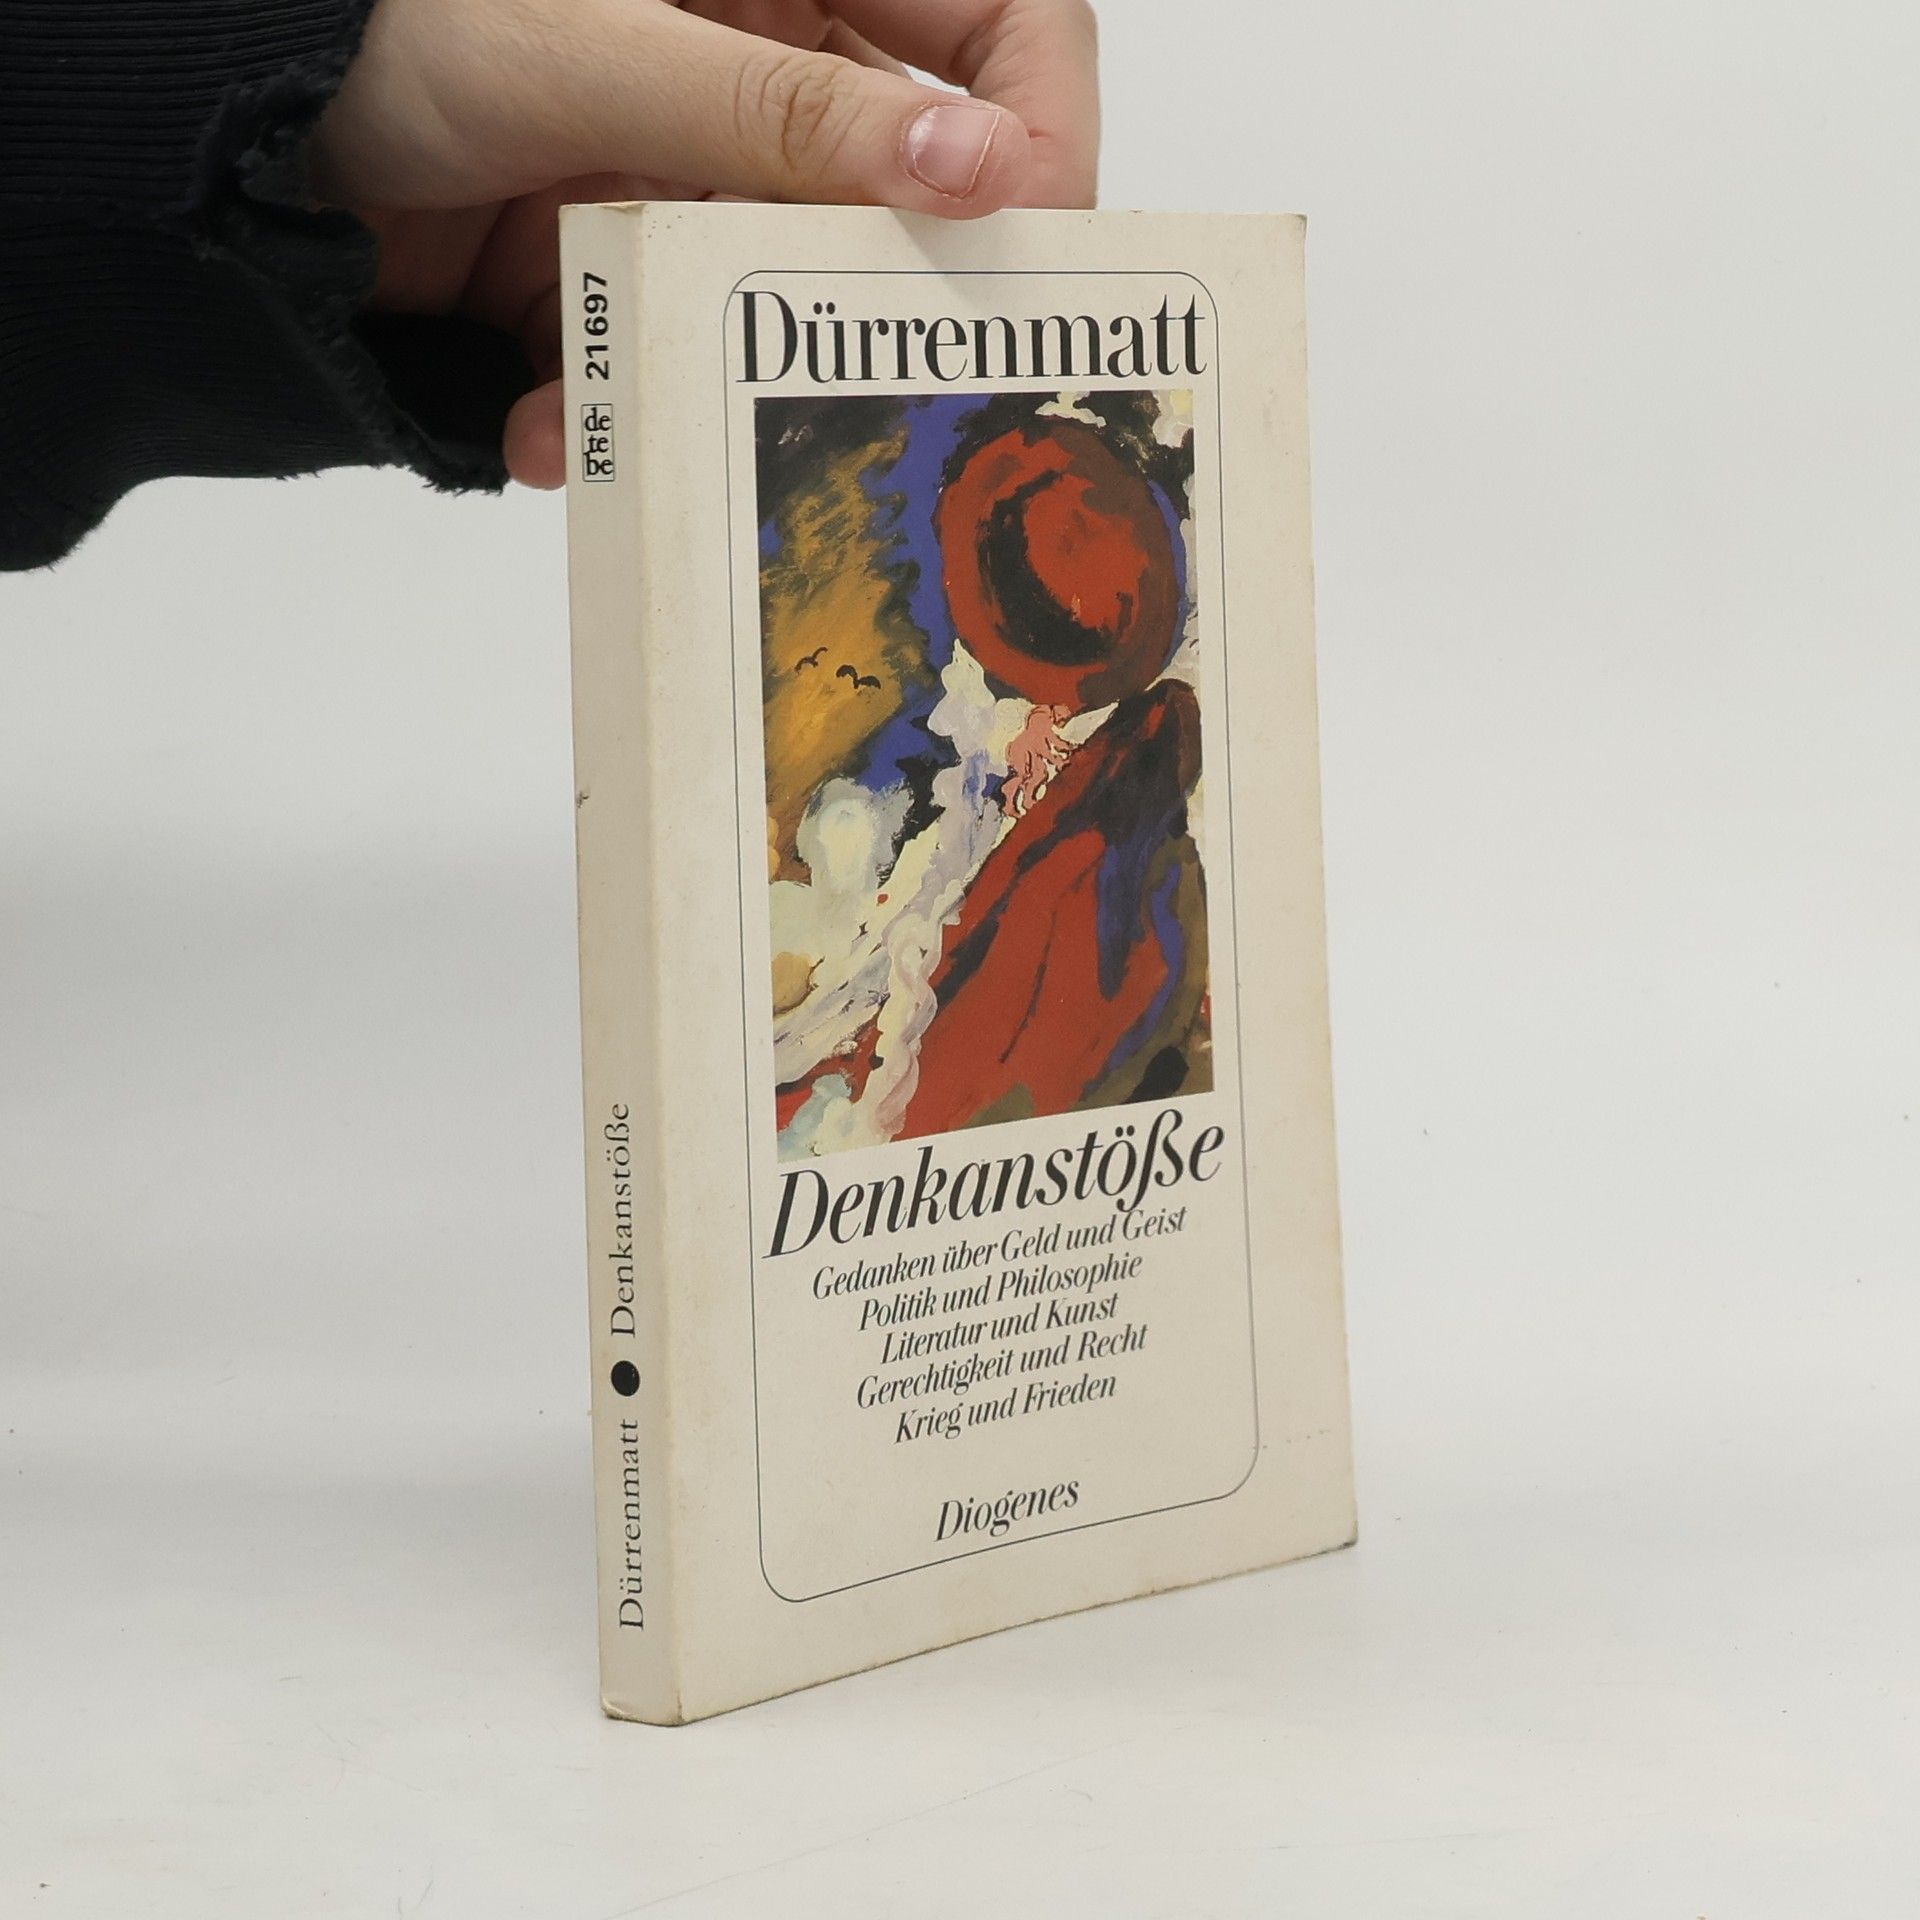 21697
de
te
be
Dürrenmatt ● Denkanstöße
Dürrenmatt
Denkanstöße
Gedanken über Geld und Geist
Politik und Philosophie
Literatur und Kunst
Gerechtigkeit und Recht
Krieg und Frieden
Diogenes